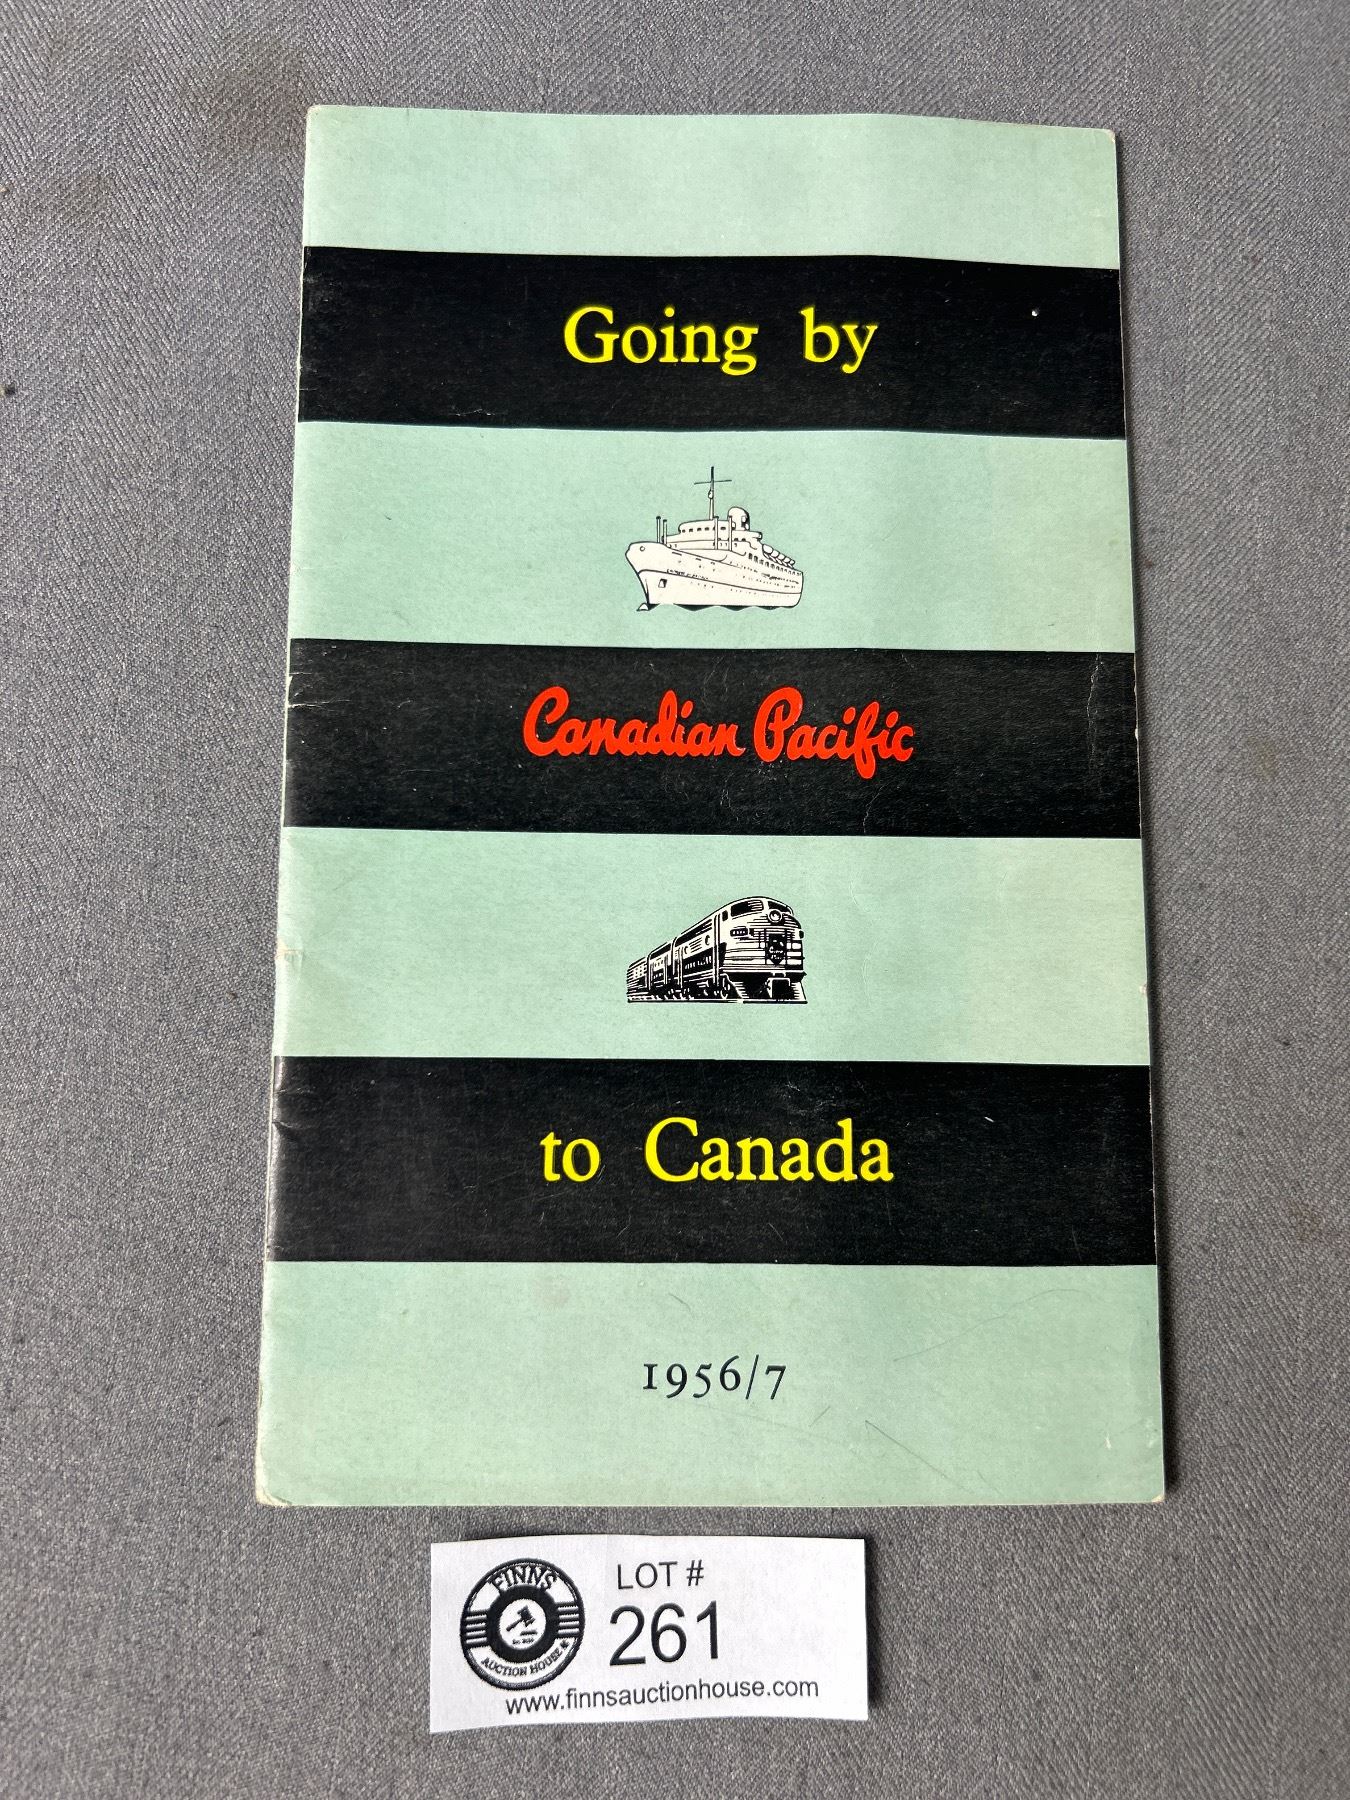 Going by
Canadian Pacific
to Canada
1956/7
FINNS
AUCTION HOUSE
LOT #
261
www.finnsauctionhouse.com